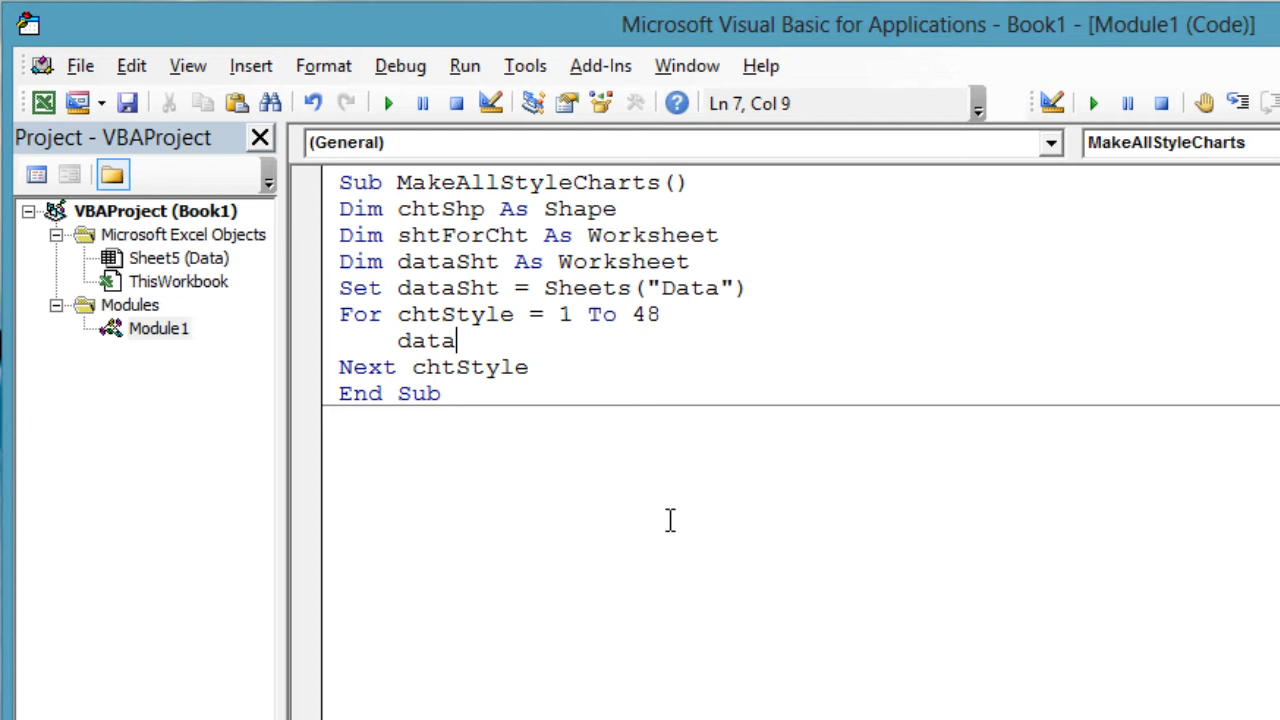 Microsoft Visual Basic for Applications - Book1 - [Module1 (Code)]
File Edit View Insert Format Debug Run Tools Add-Ins Window Help
Ln 7, Col 9
Project - VBAProject
(General)
MakeAllStyleCharts
VBAProject (Book1)
Microsoft Excel Objects
Sheet5 (Data)
ThisWorkbook
Modules
Module1
Sub MakeAllStyleCharts()
Dim chtShp As Shape
Dim shtForCht As Worksheet
Dim dataSht As Worksheet
Set dataSht = Sheets("Data")
For chtStyle = 1 To 48
data
Next chtStyle
End Sub